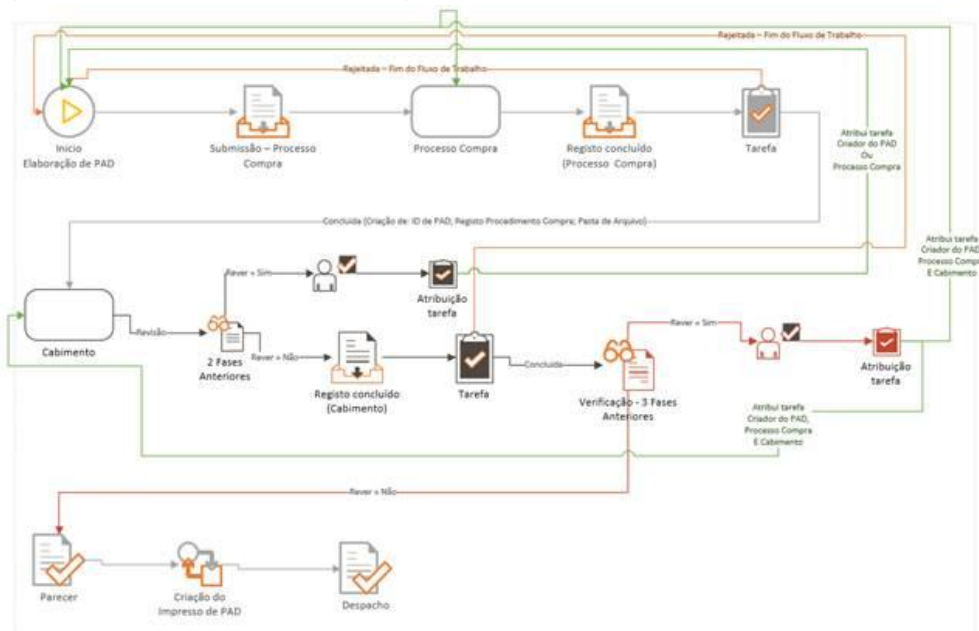 Rejeitada – Fim do Fluxo de Trabalho
Rejeitada – Fim do Fluxo de Trabalho
Inicio
Elaboração de PAD
Submissão – Processo
Compra
Processo Compra
Registo concluído
(Processo Compra)
Tarefa
Atribui tarefa
Criador do PAD
Ou
Processo Compra
Concluída (Criação de: ID de PAD, Registo Procedimento Compra; Pasta de Arquivo)
Atribui tarefa
Criador do PAD,
Processo Compra
E Cabimento
Cabimento
Revisão
Rever = Sim
Atribuição
tarefa
2 Fases
Anteriores
Rever = Não
Registo concluído
(Cabimento)
Tarefa
Concluída
Rever = Sim
Verificação - 3 Fases
Anteriores
Atribuição
tarefa
Atribui tarefa
Criador do PAD,
Processo Compra
E Cabimento
Rever = Não
Parecer
Criação do
Impresso de PAD
Despacho